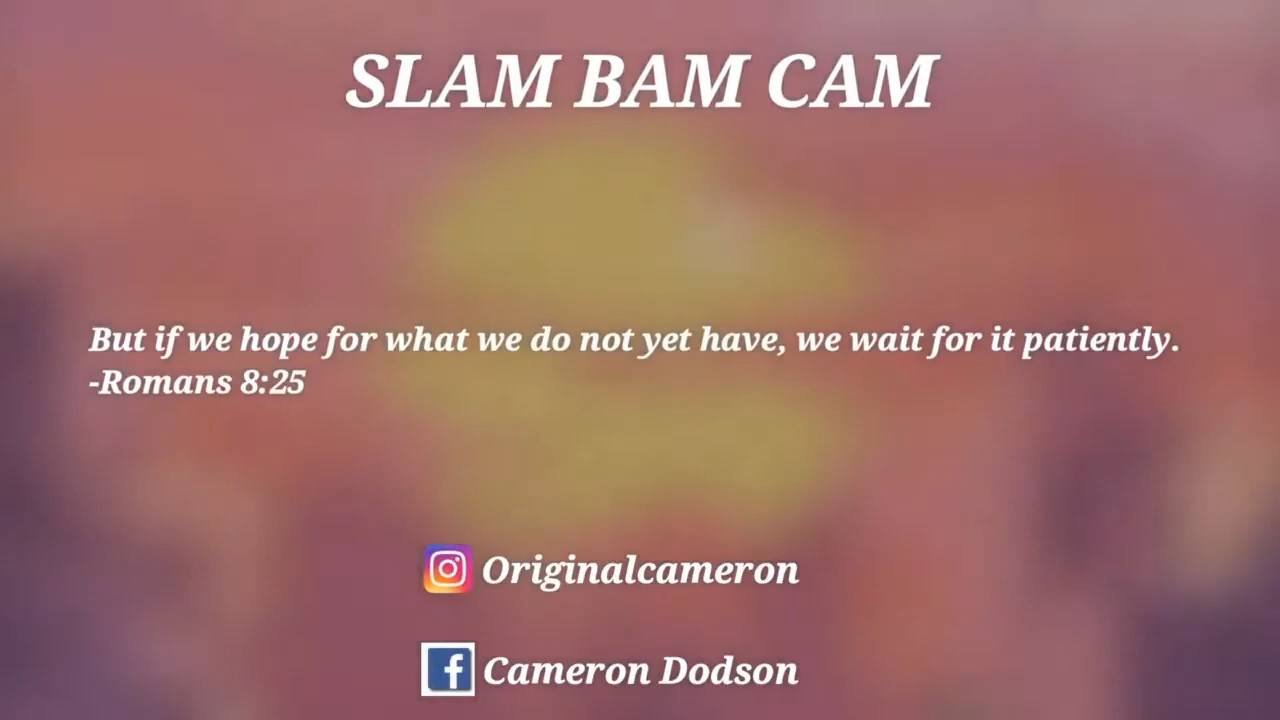 SLAM BAM CAM
But if we hope for what we do not yet have, we wait for it patiently.
-Romans 8:25
Originalcameron
Cameron Dodson